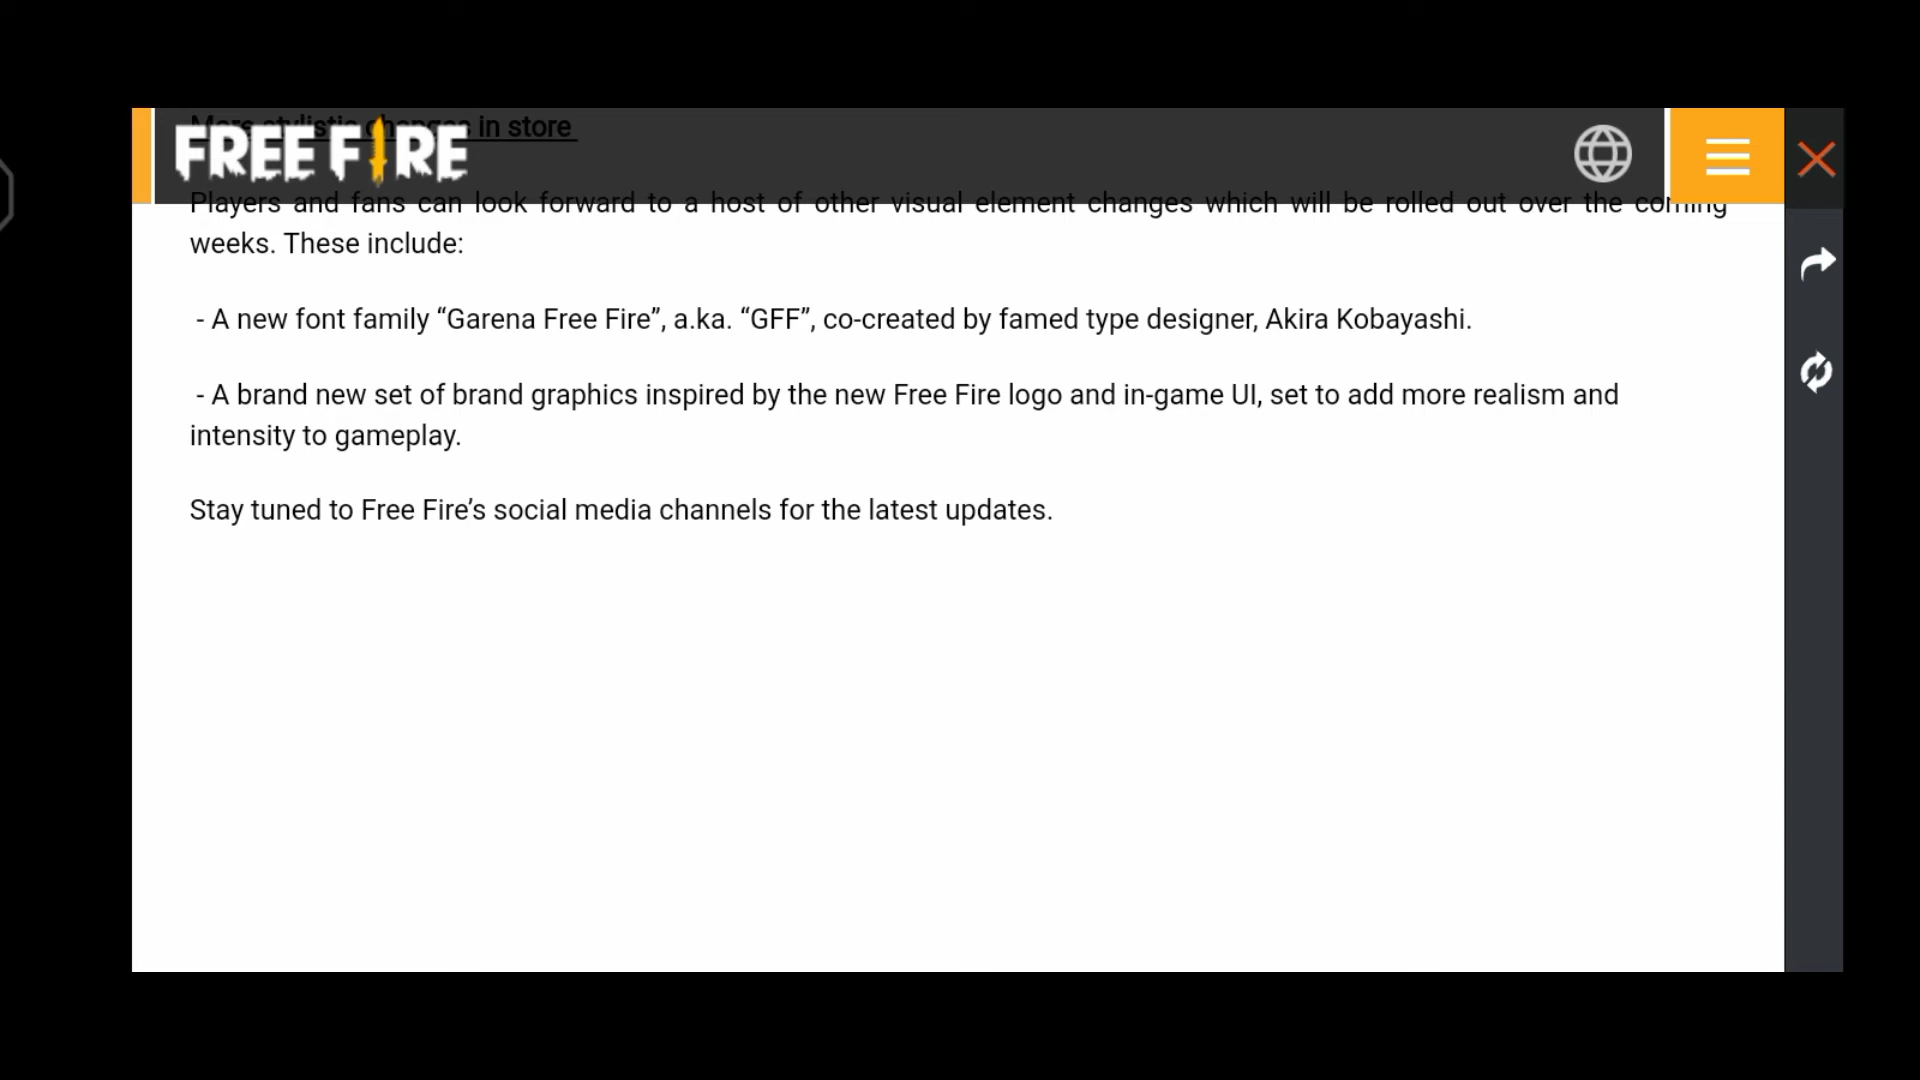 More stylistic changes in store
FREE FIRE
Players and fans can look forward to a host of other visual element changes which will be rolled out over the coming
weeks. These include:
- A new font family “Garena Free Fire”, a.ka. “GFF”, co-created by famed type designer, Akira Kobayashi.
- A brand new set of brand graphics inspired by the new Free Fire logo and in-game UI, set to add more realism and
intensity to gameplay.
Stay tuned to Free Fire’s social media channels for the latest updates.